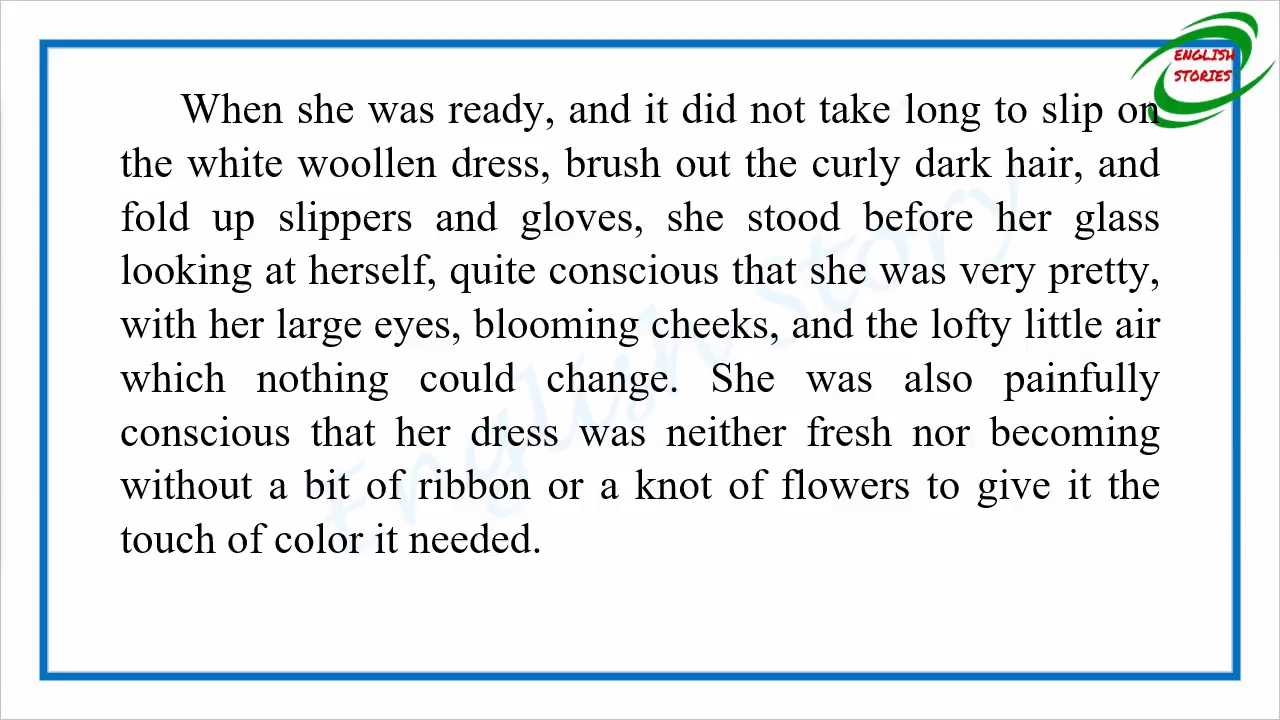 ENGLISH
STORIES
When she was ready, and it did not take long to slip on
the white woollen dress, brush out the curly dark hair, and
fold up slippers and gloves, she stood before her glass
looking at herself, quite conscious that she was very pretty,
with her large eyes, blooming cheeks, and the lofty little air
which nothing could change. She was also painfully
conscious that her dress was neither fresh nor becoming
without a bit of ribbon or a knot of flowers to give it the
touch of color it needed.
English Story